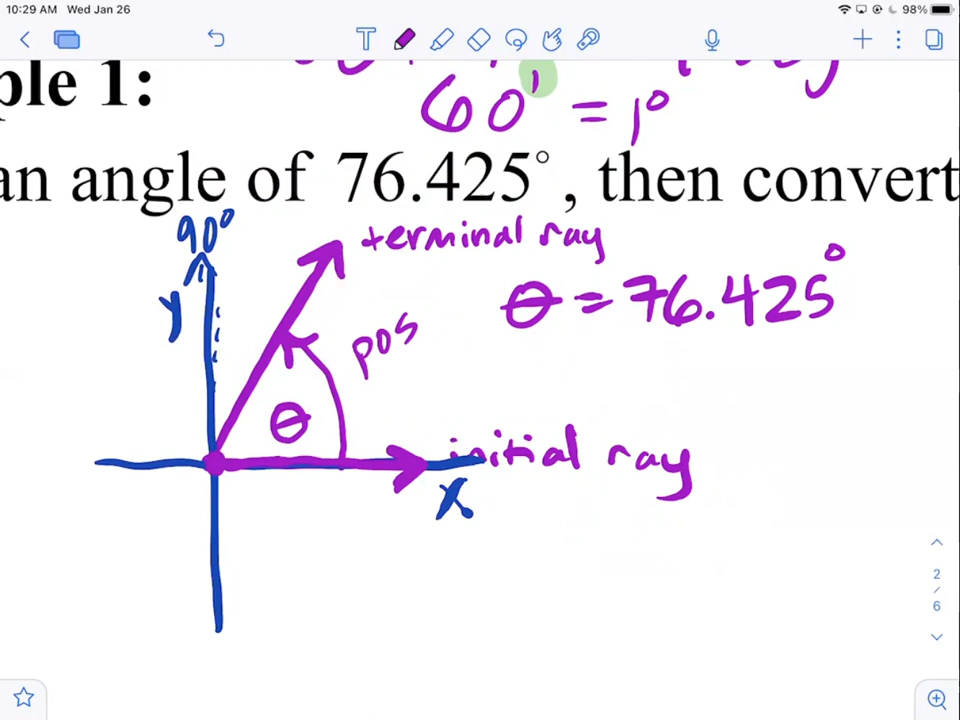 10:29 AM Wed Jan 26
98%
ple 1:
60' = 1°
an angle of 76.425°, then convert
90°
terminal ray
y
θ = 76.425°
pos
θ
initial ray
x
2
/
6